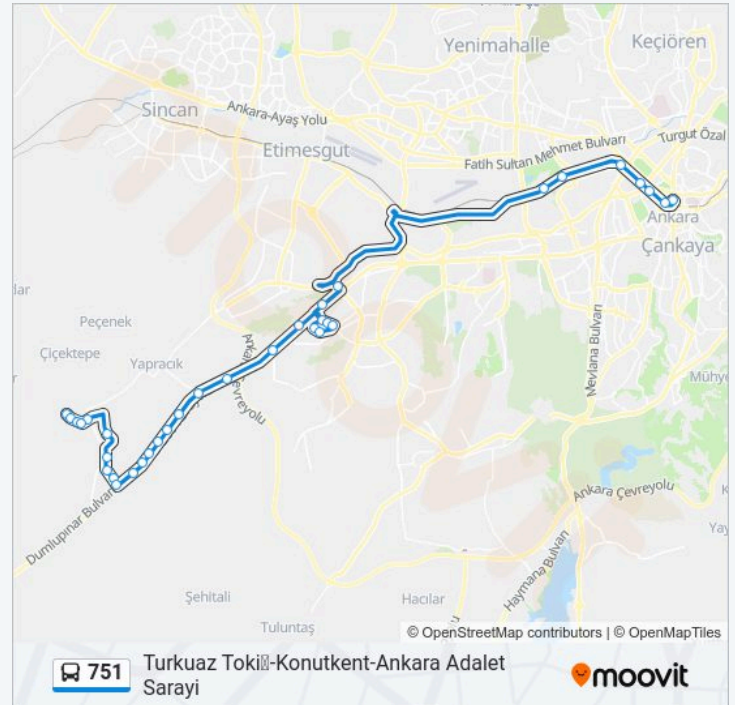 Yenimahalle
Keçiören
Sincan
Ankara-Ayaş Yolu
Turgut Özal
Fatih Sultan Mehmet Bulvarı
Etimesgut
Ankara
Çankaya
lar
Peçenek
Çiçektepe
Yapracık
Nevlana Bulvarı
Mühye
Çevreyolu
Ankara Çevreyolu
Dumlupınar Bulvarı
Yay
Haymana Bulvarı
Şehitali
Hacılar
Tuluntaş
© OpenStreetMap contributors | © OpenMapTiles
751
Turkuaz Toki̇-Konutkent-Ankara Adalet
Sarayi
moovit